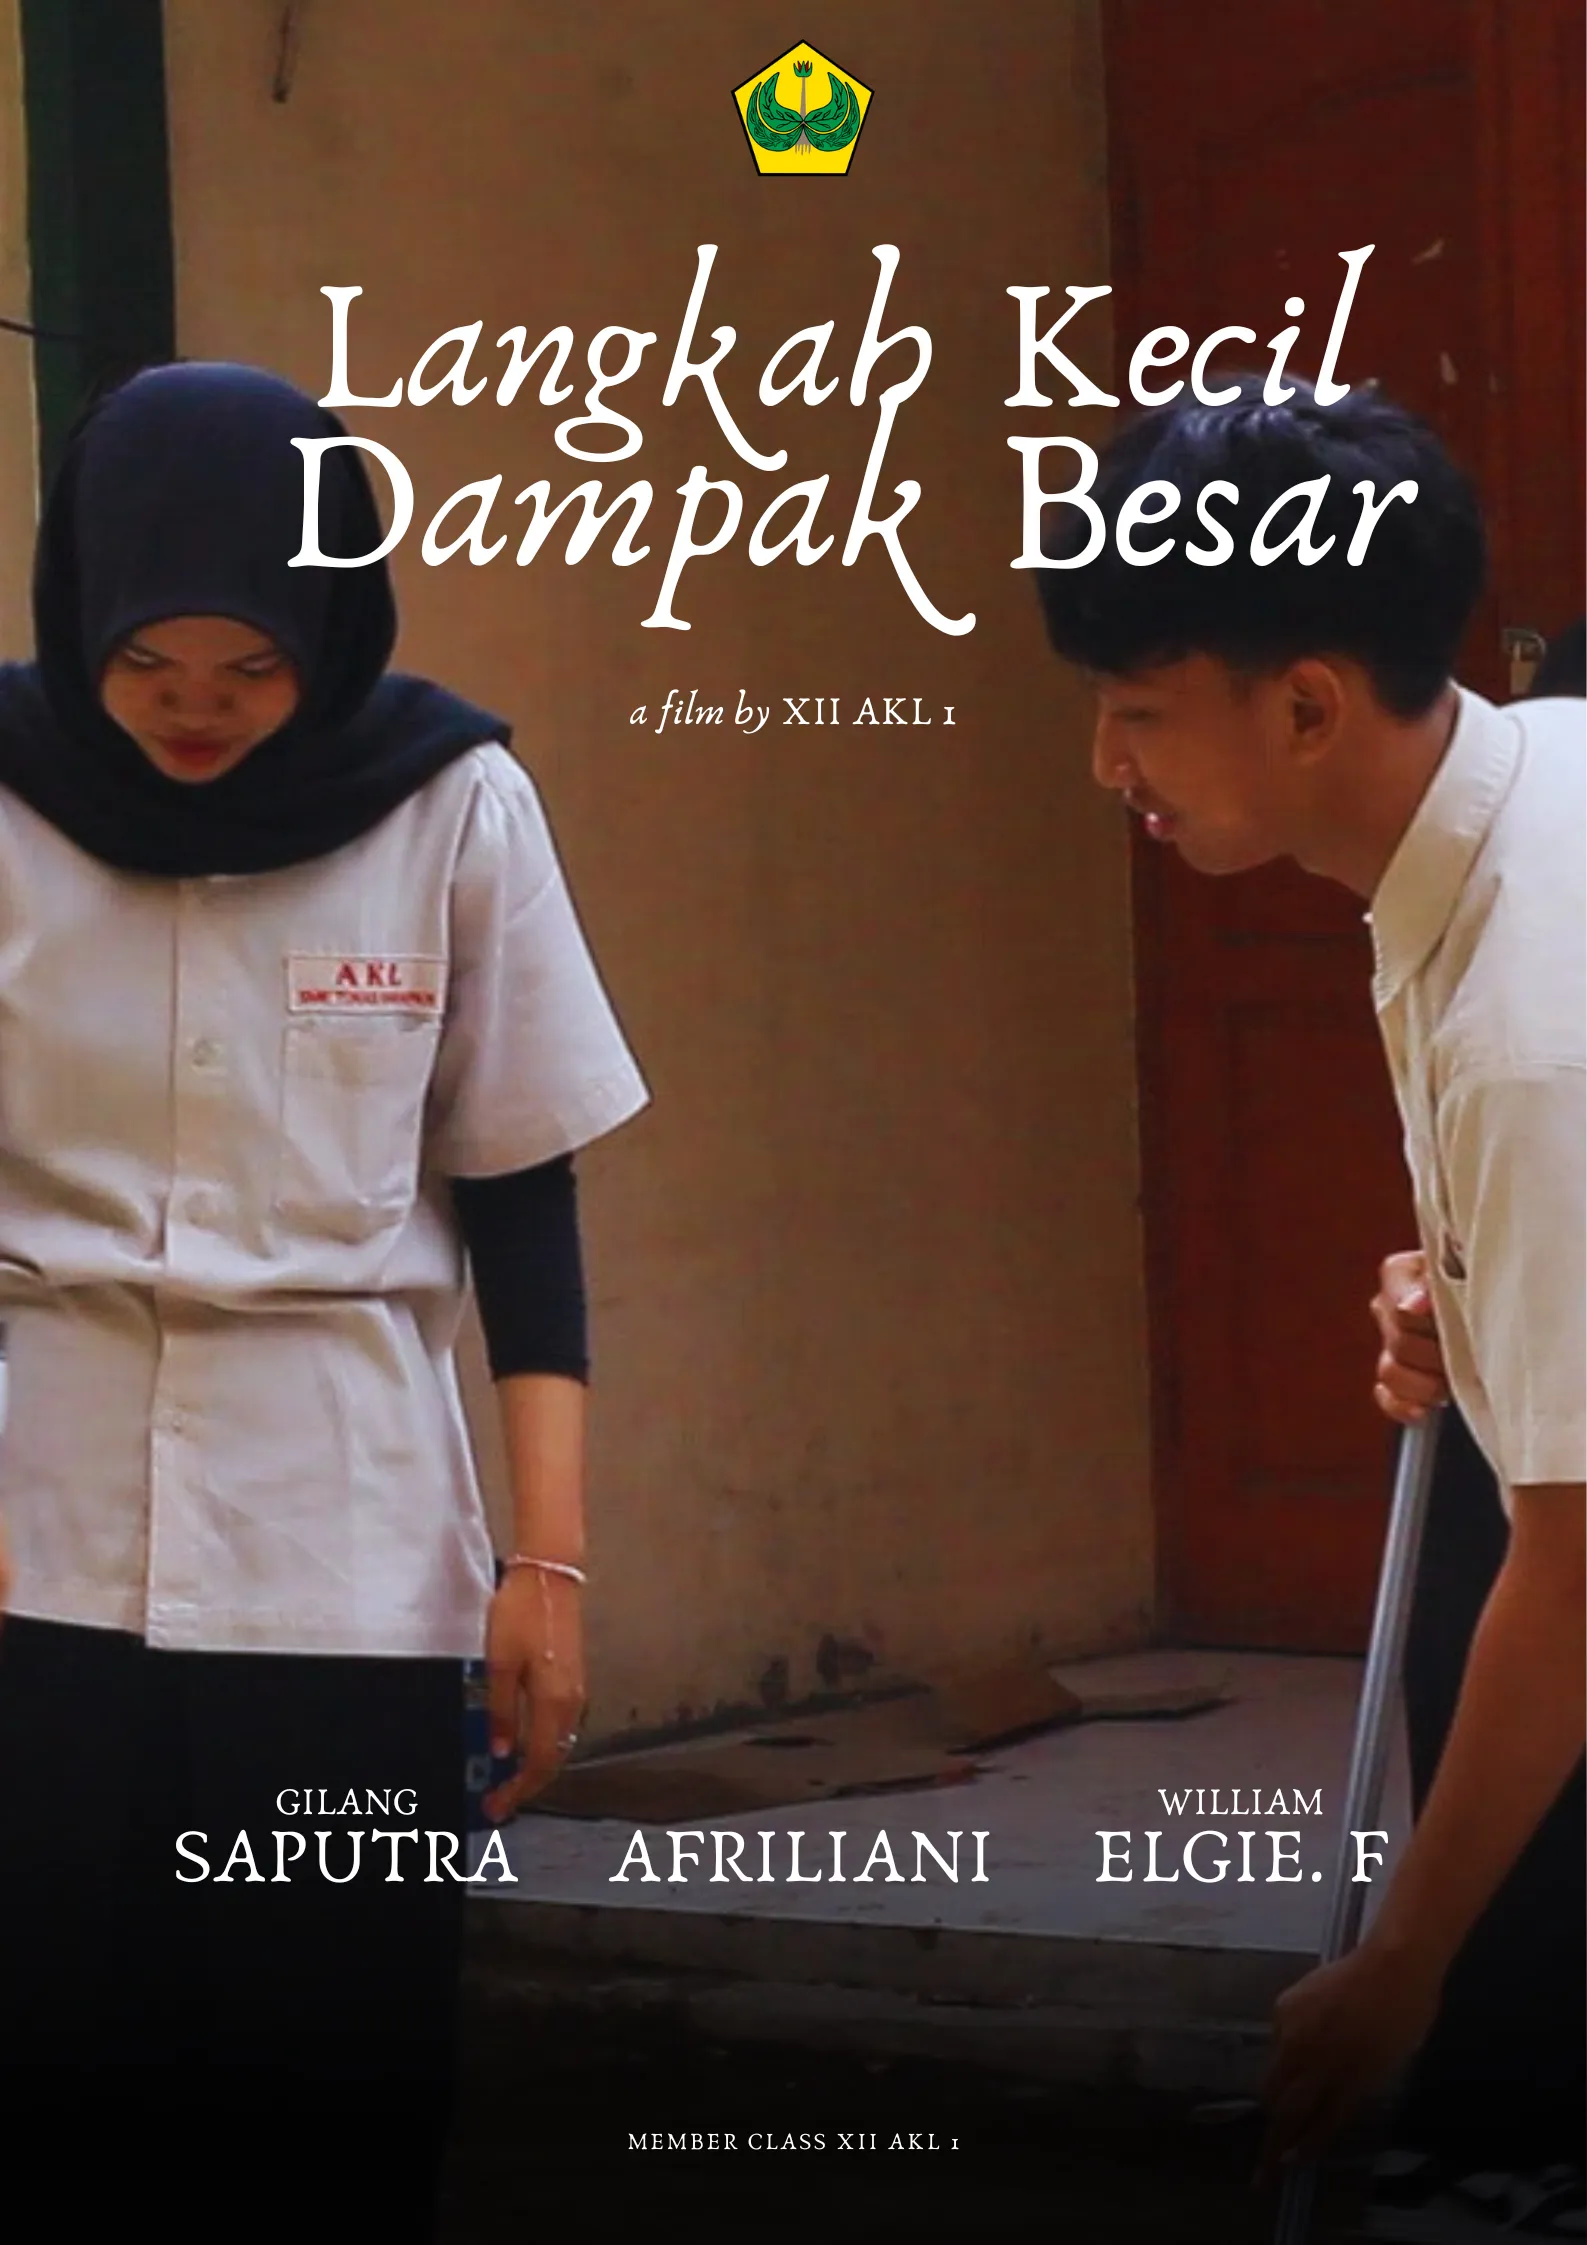 Langkah Kecil
Dampak Besar
a film by XII AKL 1
AKL
GILANG
SAPUTRA
AFRILIANI
WILLIAM
ELGIE. F
MEMBER CLASS XII AKL 1